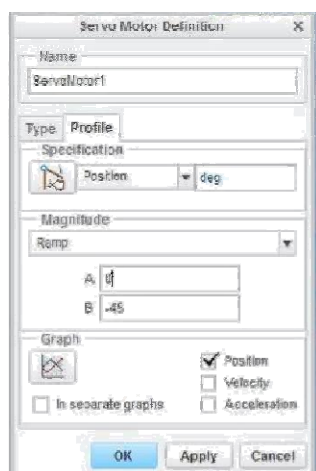 Servo Motor Definition
Name
ServoMotor1
Type Profile
Specification
Position deg
Magnitude
Ramp
A
B -45
Graph
Position
Velocity
In separate graphs Acceleration
OK Apply Cancel